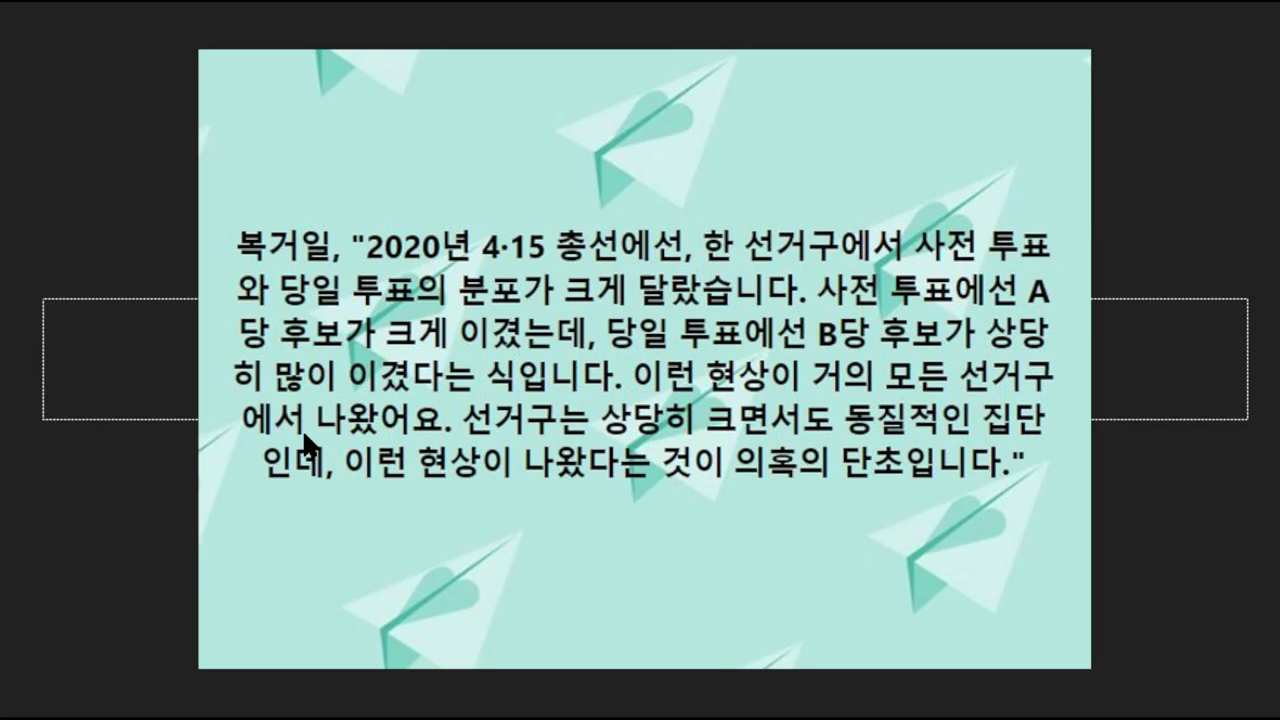 복거일, "2020년 4·15 총선에선, 한 선거구에서 사전 투표
와 당일 투표의 분포가 크게 달랐습니다. 사전 투표에선 A
당 후보가 크게 이겼는데, 당일 투표에선 B당 후보가 상당
히 많이 이겼다는 식입니다. 이런 현상이 거의 모든 선거구
에서 나왔어요. 선거구는 상당히 크면서도 동질적인 집단
인데, 이런 현상이 나왔다는 것이 의혹의 단초입니다."